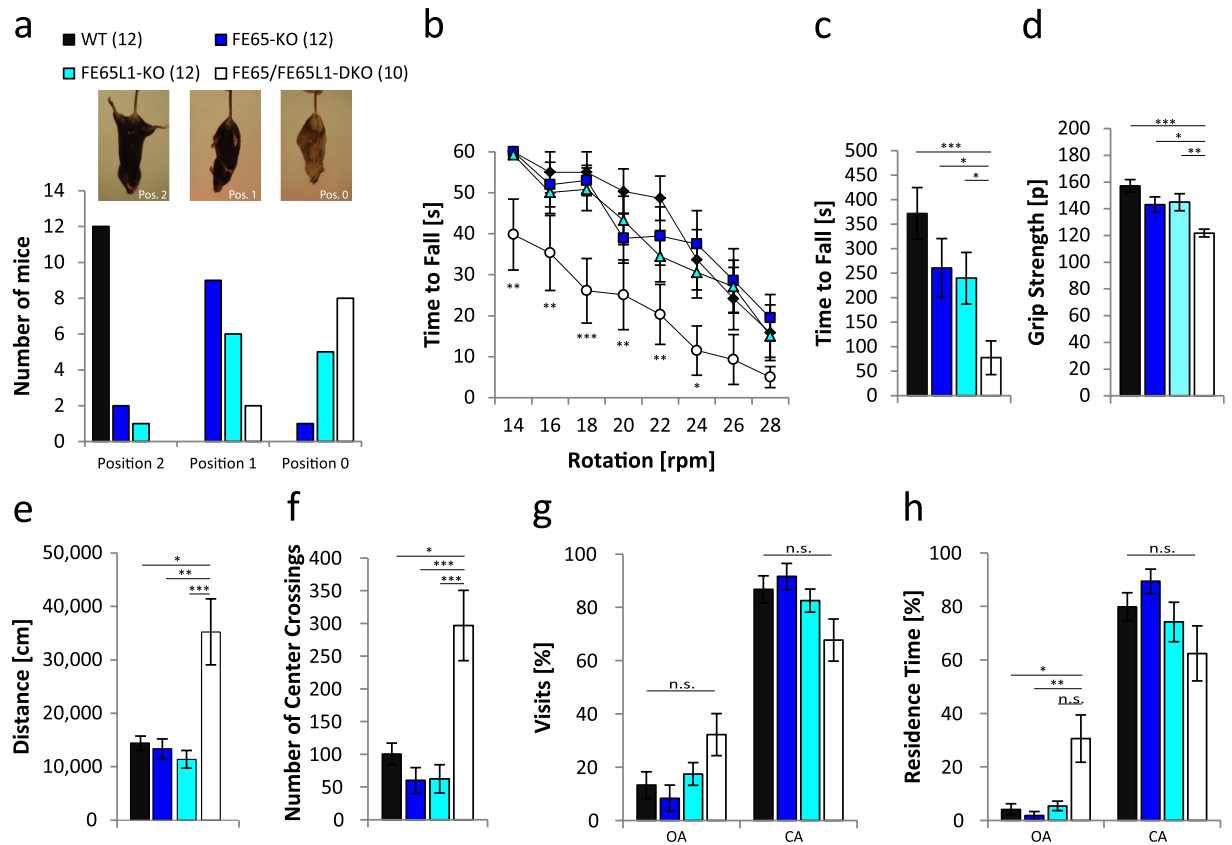 a
WT (12)
FE65-KO (12)
FE65L1-KO (12)
FE65/FE65L1-DKO (10)
Pos. 2
Pos. 1
Pos. 0
Number of mice
14
12
10
8
6
4
2
0
Position 2
Position 1
Position 0
b
Time to Fall [s]
60
50
40
30
20
10
0
**
**
***
**
**
*
14
16
18
20
22
24
26
28
Rotation [rpm]
c
Time to Fall [s]
500
450
400
350
300
250
200
150
100
50
0
***
*
*
d
Grip Strength [p]
200
180
160
140
120
100
80
60
40
20
0
***
*
**
e
Distance [cm]
50,000
40,000
30,000
20,000
10,000
0
*
**
***
f
Number of Center Crossings
400
350
300
250
200
150
100
50
0
*
***
***
g
Visits [%]
100
80
60
40
20
0
n.s.
n.s.
OA
CA
h
Residence Time [%]
100
80
60
40
20
0
*
**
n.s.
n.s.
OA
CA